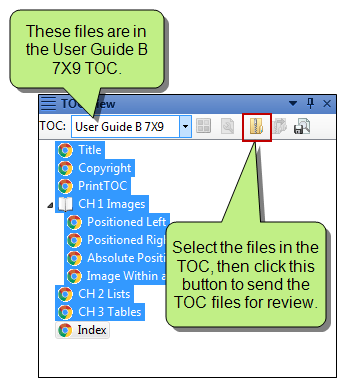 These files are in
the User Guide B
7X9 TOC.
TOC View
TOC: User Guide B 7X9
Title
Copyright
PrintTOC
CH 1 Images
Positioned Left
Positioned Righ
Absolute Positi
Image Within a
CH 2 Lists
CH 3 Tables
Index
Select the files in the
TOC, then click this
button to send the
TOC files for review.